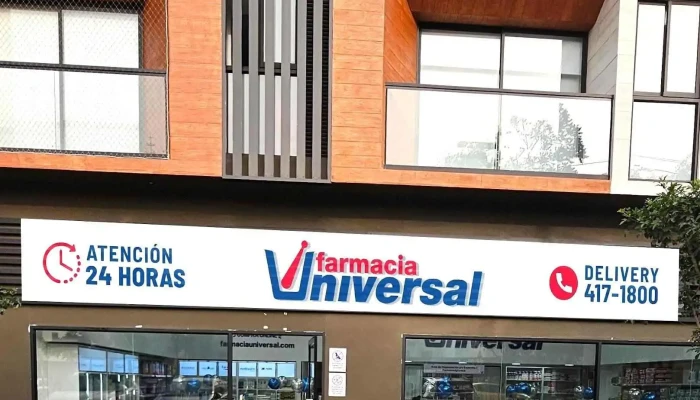 ATENCIÓN
24 HORAS
farmacia
Universal
DELIVERY
417-1800
farmaciauniversal.com
Universal